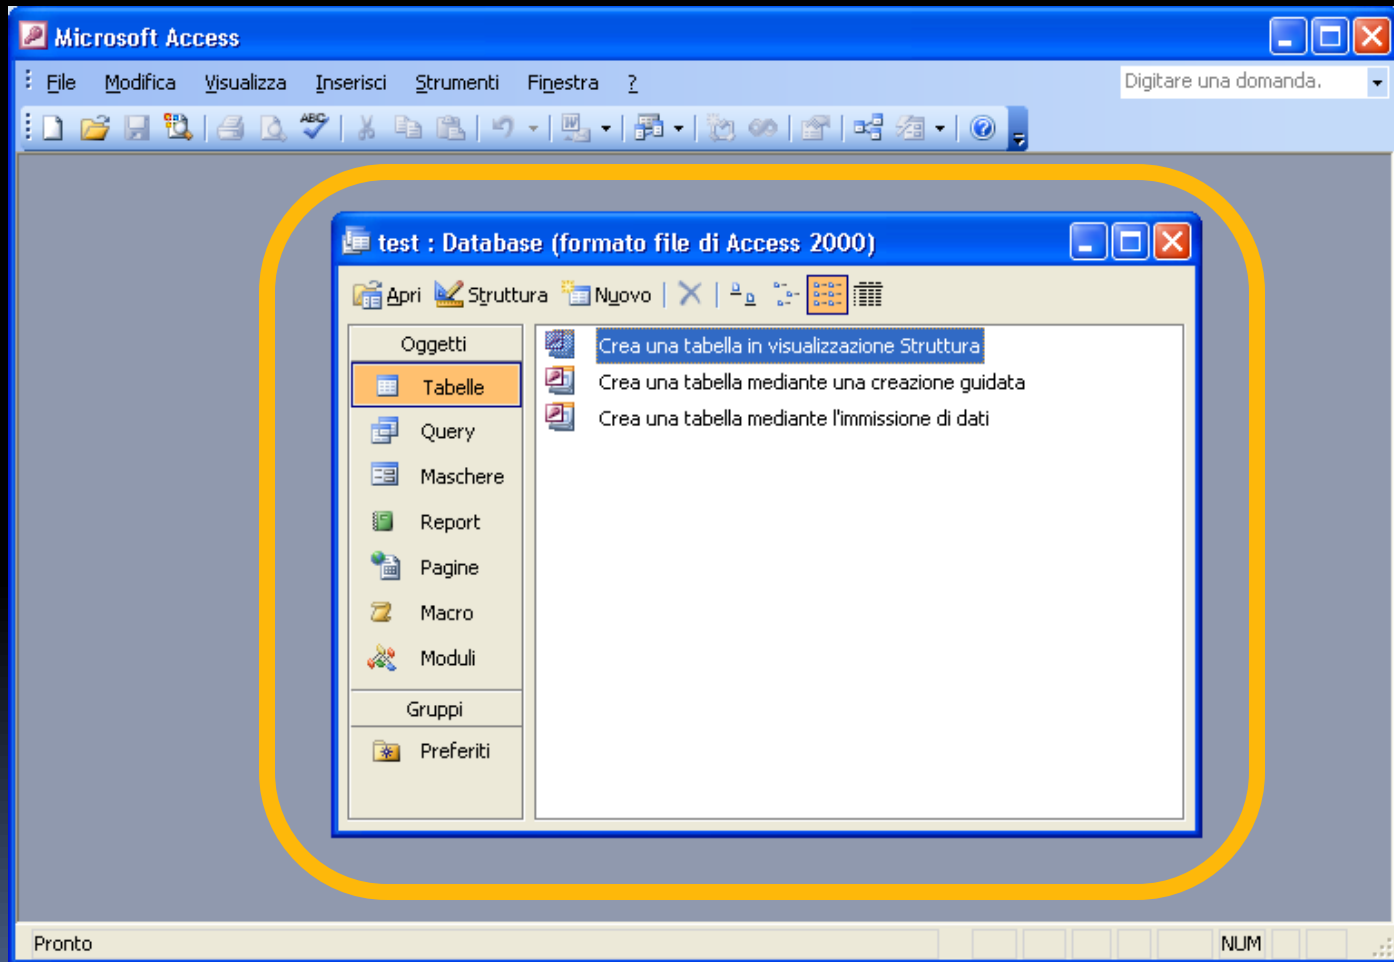 Microsoft Access
File Modifica Visualizza Inserisci Strumenti Finestra ?
Digitare una domanda.
ABC
W
test : Database (formato file di Access 2000)
Apri Struttura Nuovo
Oggetti
Tabelle
Query
Maschere
Report
Pagine
Macro
Moduli
Gruppi
Preferiti
Crea una tabella in visualizzazione Struttura
Crea una tabella mediante una creazione guidata
Crea una tabella mediante l'immissione di dati
Pronto
NUM